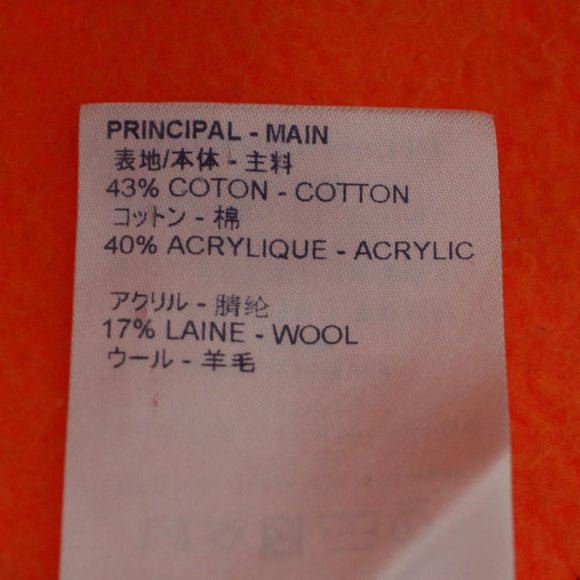 PRINCIPAL - MAIN
表地/本体 - 主料
43% COTON - COTTON
コットン - 棉
40% ACRYLIQUE - ACRYLIC
アクリル - 腈纶
17% LAINE - WOOL
ウール - 羊毛